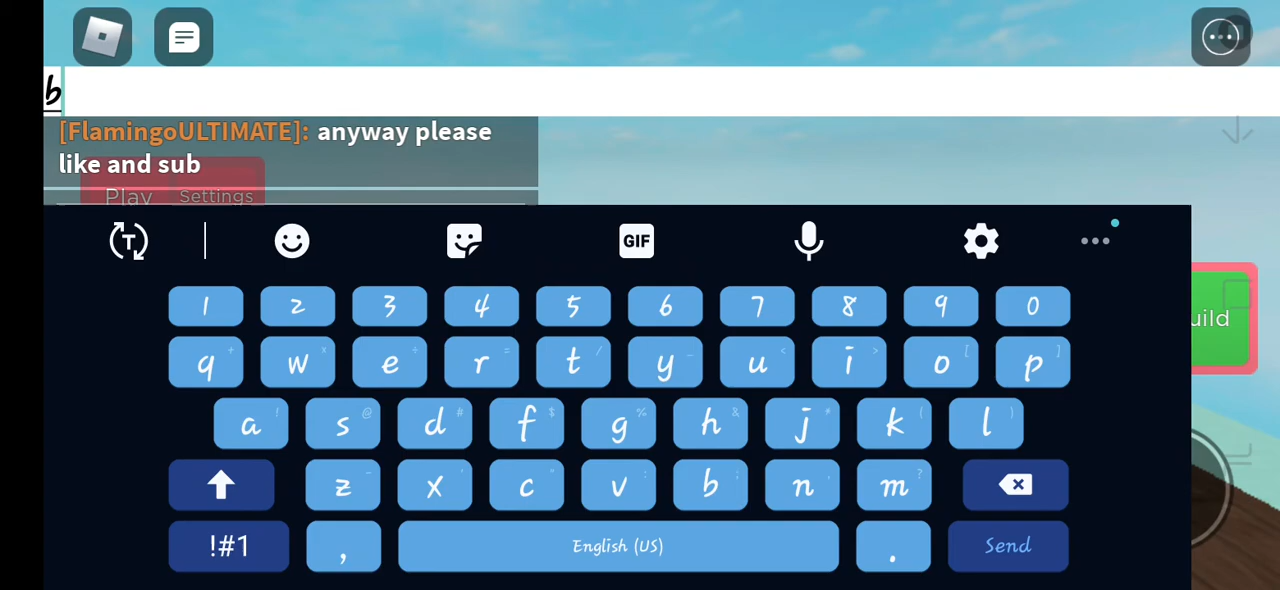 b
[FlamingoULTIMATE]: anyway please
like and sub
Play Settings
GIF
1 2 3 4 5 6 7 8 9 0
q + w × e ÷ r = t / y _ u < i > o [ p ]
uild
a ! s @ d # f $ g % h & j * k ( l )
z - x ' c " v : b ; n , m ?
!#1 , English (US) . Send